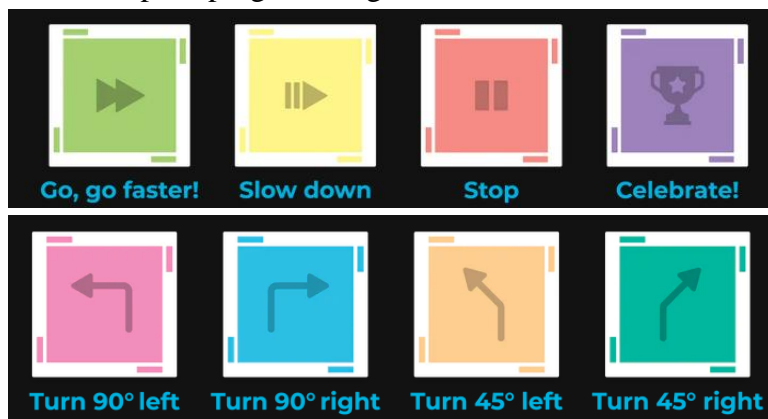 Go, go faster! Slow down Stop Celebrate!
Turn 90° left Turn 90° right Turn 45° left Turn 45° right